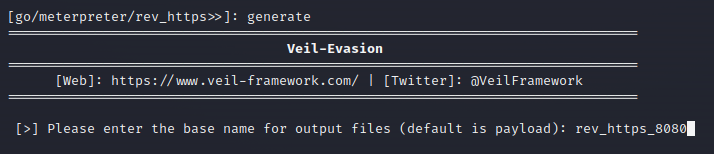 [go/meterpreter/rev_https>>]: generate
===============================================================================
Veil-Evasion
===============================================================================
[Web]: https://www.veil-framework.com/ | [Twitter]: @VeilFramework
===============================================================================
[>] Please enter the base name for output files (default is payload): rev_https_8080